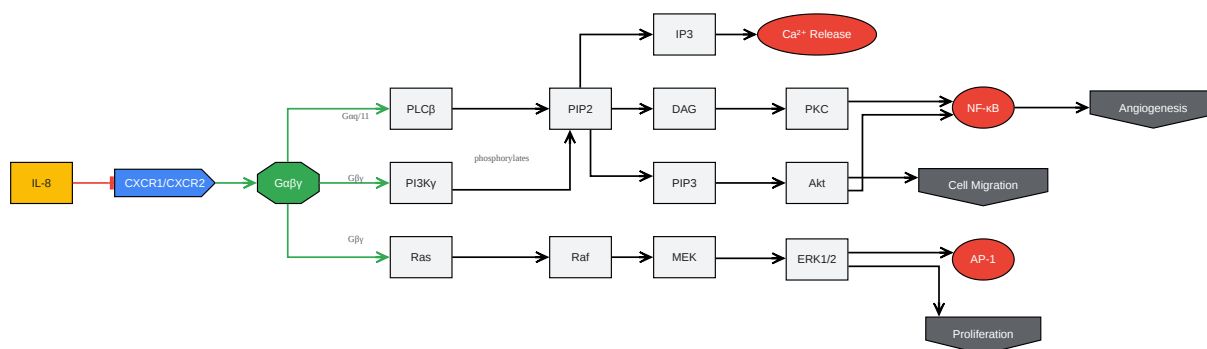 IP3
Ca²⁺ Release
PLCβ
PIP2
DAG
PKC
NF-κB
Angiogenesis
Gαq/11
phosphorylates
IL-8
CXCR1/CXCR2
Gαβγ
Gβγ
PI3Kγ
PIP3
Akt
Cell Migration
Gβγ
Ras
Raf
MEK
ERK1/2
AP-1
Proliferation